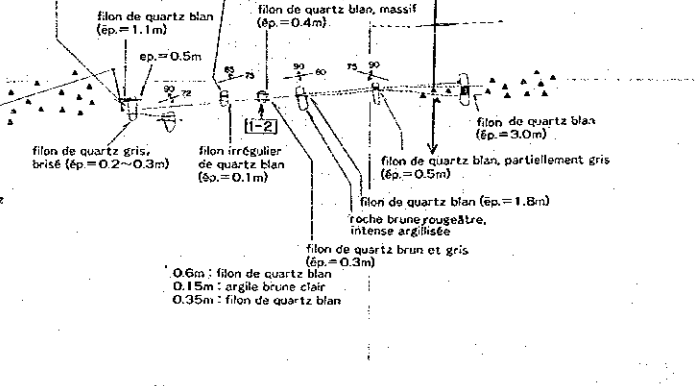 filon de quartz blan
(ép.=1.1m)
ep.=0.5m
filon de quartz blan, massif
(ép.=0.4m)
90
72
65
75
90
60
75
90
[1-2]
filon de quartz gris,
brisé (ép.=0.2~0.3m)
filon irrégulier
de quartz blan
(ép.=0.1m)
filon de quartz blan
(ép.=3.0m)
filon de quartz blan, partiellement gris
(ép.=0.5m)
filon de quartz blan (ép.=1.8m)
roche brune rougeâtre,
intense argillisée
filon de quartz brun et gris
(ép.=0.3m)
0.6m : filon de quartz blan
0.15m : argile brune clair
0.35m : filon de quartz blan